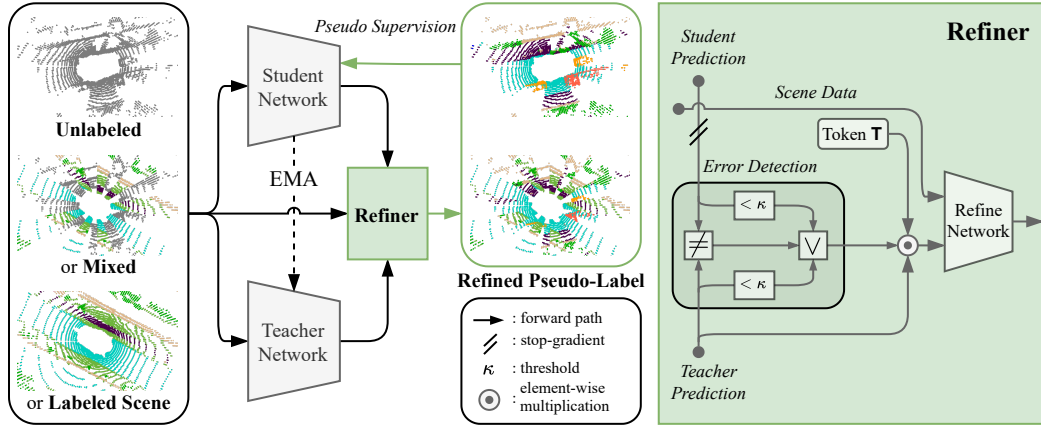 Unlabeled
or Mixed
or Labeled Scene
Pseudo Supervision
Student
Network
EMA
Refiner
Teacher
Network
Refined Pseudo-Label
: forward path
: stop-gradient
κ : threshold
: element-wise
multiplication
Refiner
Student
Prediction
Scene Data
Token T
Error Detection
< κ
≠
∨
< κ
Refine
Network
Teacher
Prediction